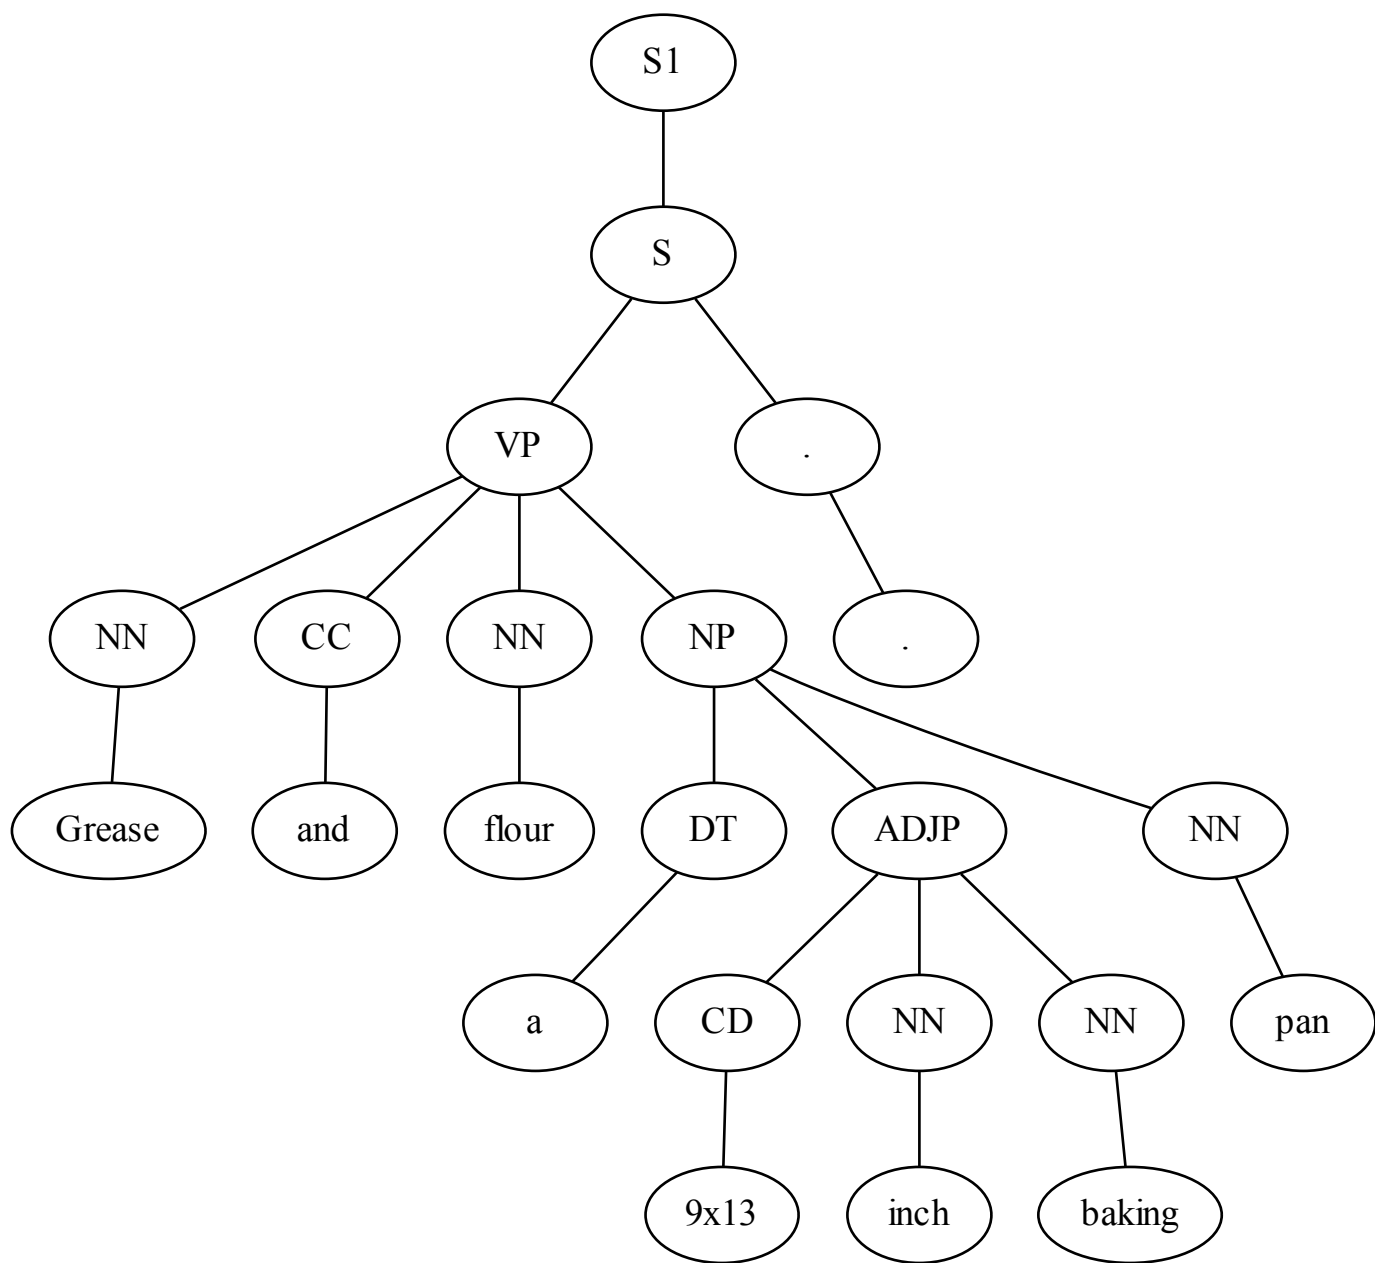 S1
S
VP .
NN CC NN NP .
Grease and flour DT ADJP NN
a CD NN NN pan
9x13 inch baking